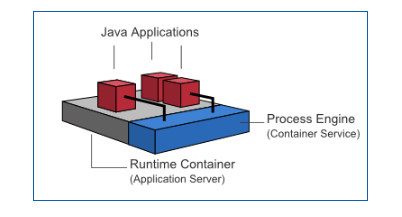 Java Applications
Process Engine
(Container Service)
Runtime Container
(Application Server)